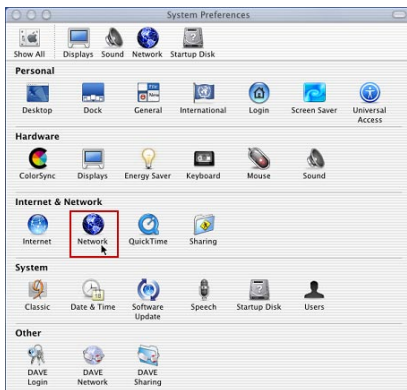 System Preferences
Show All Displays Sound Network Startup Disk
Personal
Desktop Dock General International Login Screen Saver Universal Access
Hardware
ColorSync Displays Energy Saver Keyboard Mouse Sound
Internet & Network
Internet Network QuickTime Sharing
System
Classic Date & Time Software Update Speech Startup Disk Users
Other
DAVE Login DAVE Network DAVE Sharing